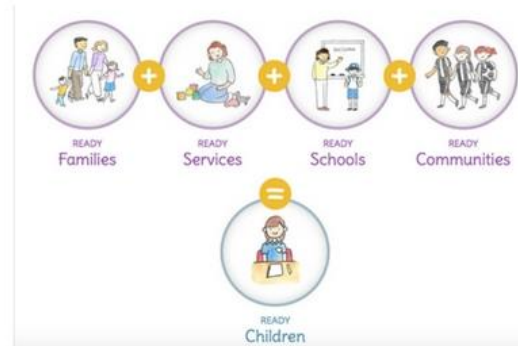 READY
Families
+
READY
Services
+
READY
Schools
+
READY
Communities
=
READY
Children